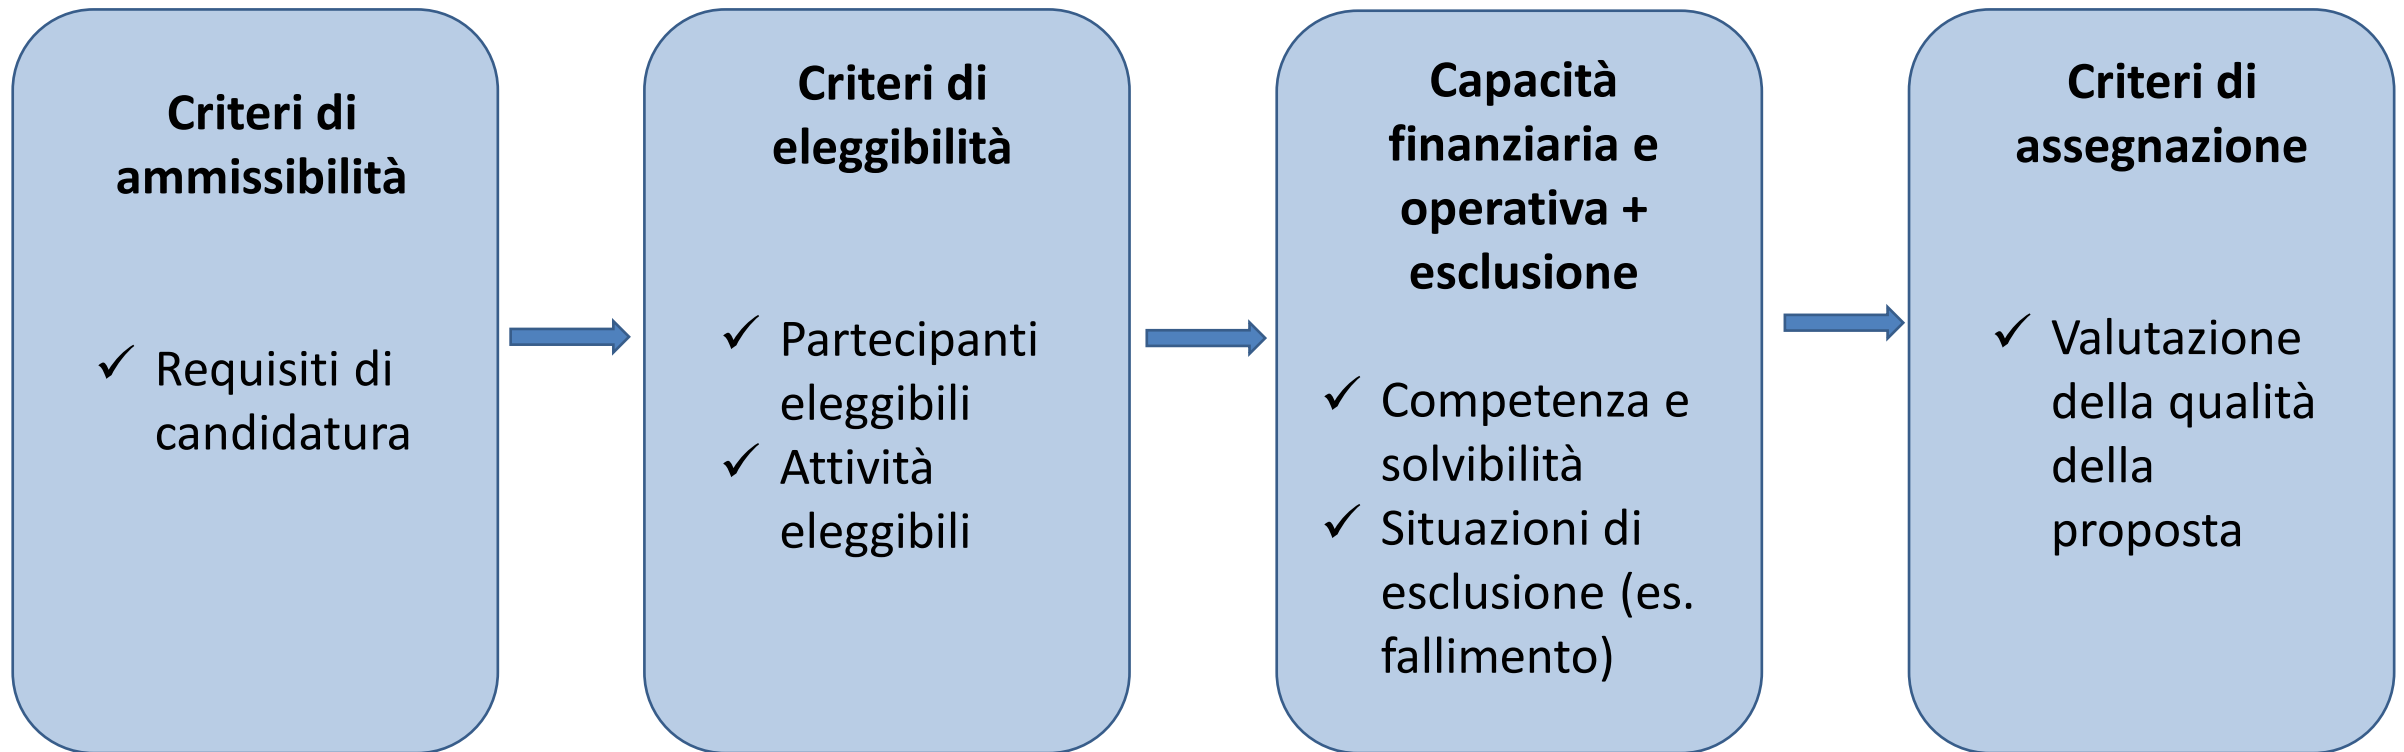 Criteri di
ammissibilità
✓ Requisiti di
candidatura
Criteri di
eleggibilità
✓ Partecipanti
eleggibili
✓ Attività
eleggibili
Capacità
finanziaria e
operativa +
esclusione
✓ Competenza e
solvibilità
✓ Situazioni di
esclusione (es.
fallimento)
Criteri di
assegnazione
✓ Valutazione
della qualità
della
proposta